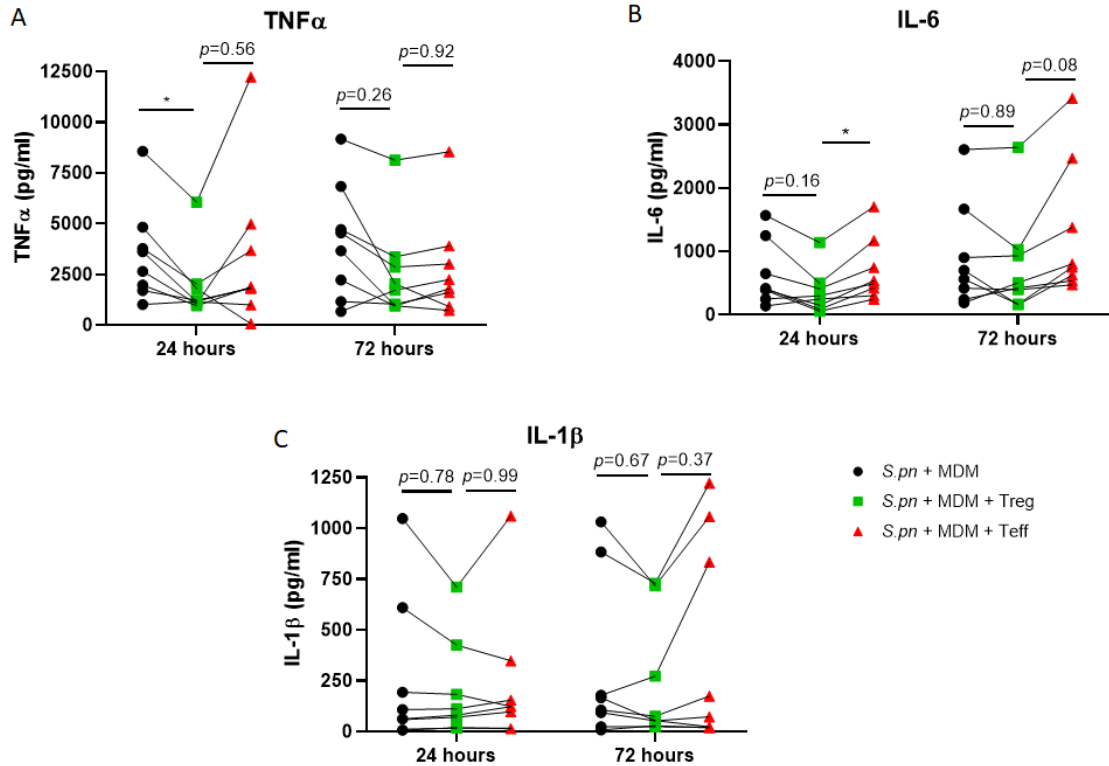 A
TNFα
p=0.56
p=0.92
*
p=0.26
12500
10000
7500
5000
2500
0
TNFα (pg/ml)
24 hours
72 hours
B
IL-6
p=0.08
p=0.89
*
p=0.16
4000
3000
2000
1000
0
IL-6 (pg/ml)
24 hours
72 hours
C
IL-1β
p=0.78
p=0.99
p=0.67
p=0.37
1250
1000
750
500
250
0
IL-1β (pg/ml)
24 hours
72 hours
S.pn + MDM
S.pn + MDM + Treg
S.pn + MDM + Teff